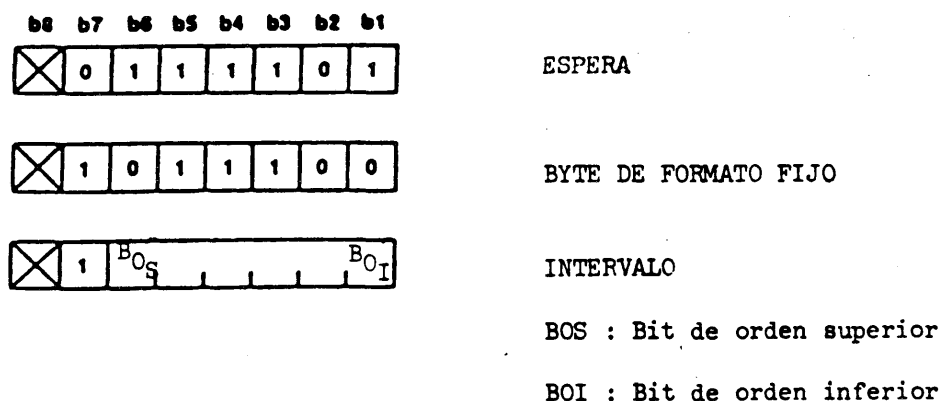 b8 b7 b6 b5 b4 b3 b2 b1
0 1 1 1 1 0 1 ESPERA
1 0 1 1 1 0 0 BYTE DE FORMATO FIJO
1 BOS BOI INTERVALO
BOS : Bit de orden superior
BOI : Bit de orden inferior